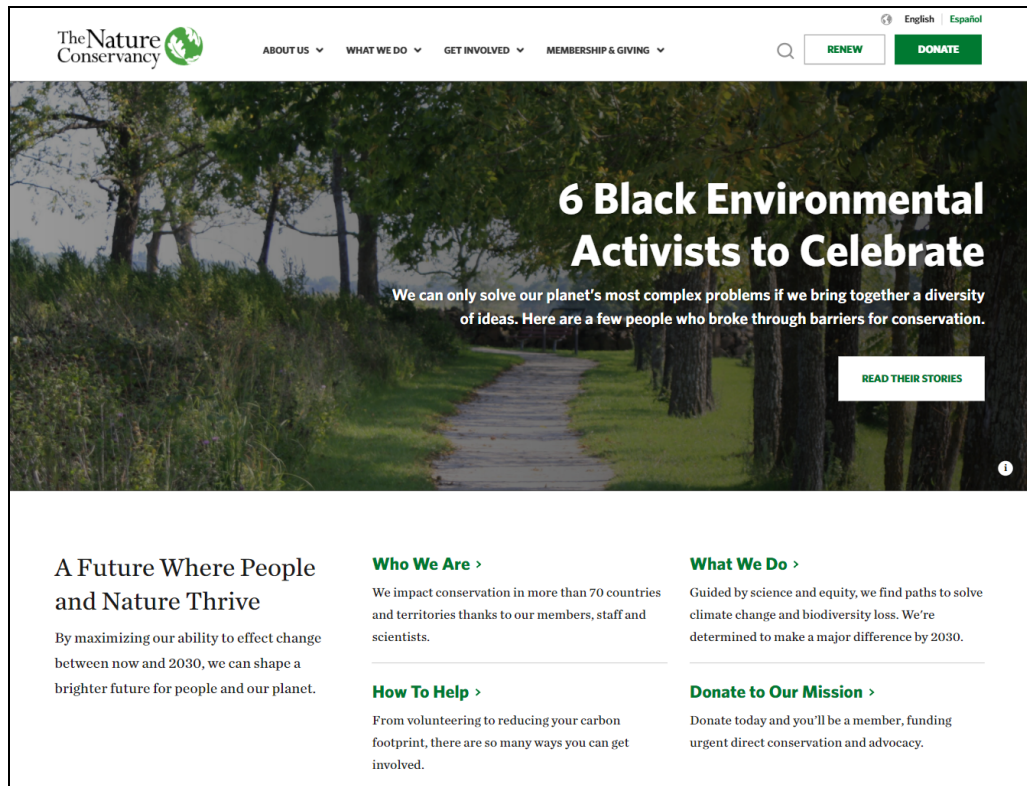 English Español
The Nature
Conservancy
ABOUT US WHAT WE DO GET INVOLVED MEMBERSHIP & GIVING RENEW DONATE
6 Black Environmental
Activists to Celebrate
We can only solve our planet's most complex problems if we bring together a diversity
of ideas. Here are a few people who broke through barriers for conservation.
READ THEIR STORIES
i
A Future Where People
and Nature Thrive
By maximizing our ability to effect change
between now and 2030, we can shape a
brighter future for people and our planet.
Who We Are >
We impact conservation in more than 70 countries
and territories thanks to our members, staff and
scientists.
What We Do >
Guided by science and equity, we find paths to solve
climate change and biodiversity loss. We're
determined to make a major difference by 2030.
How To Help >
From volunteering to reducing your carbon
footprint, there are so many ways you can get
involved.
Donate to Our Mission >
Donate today and you'll be a member, funding
urgent direct conservation and advocacy.